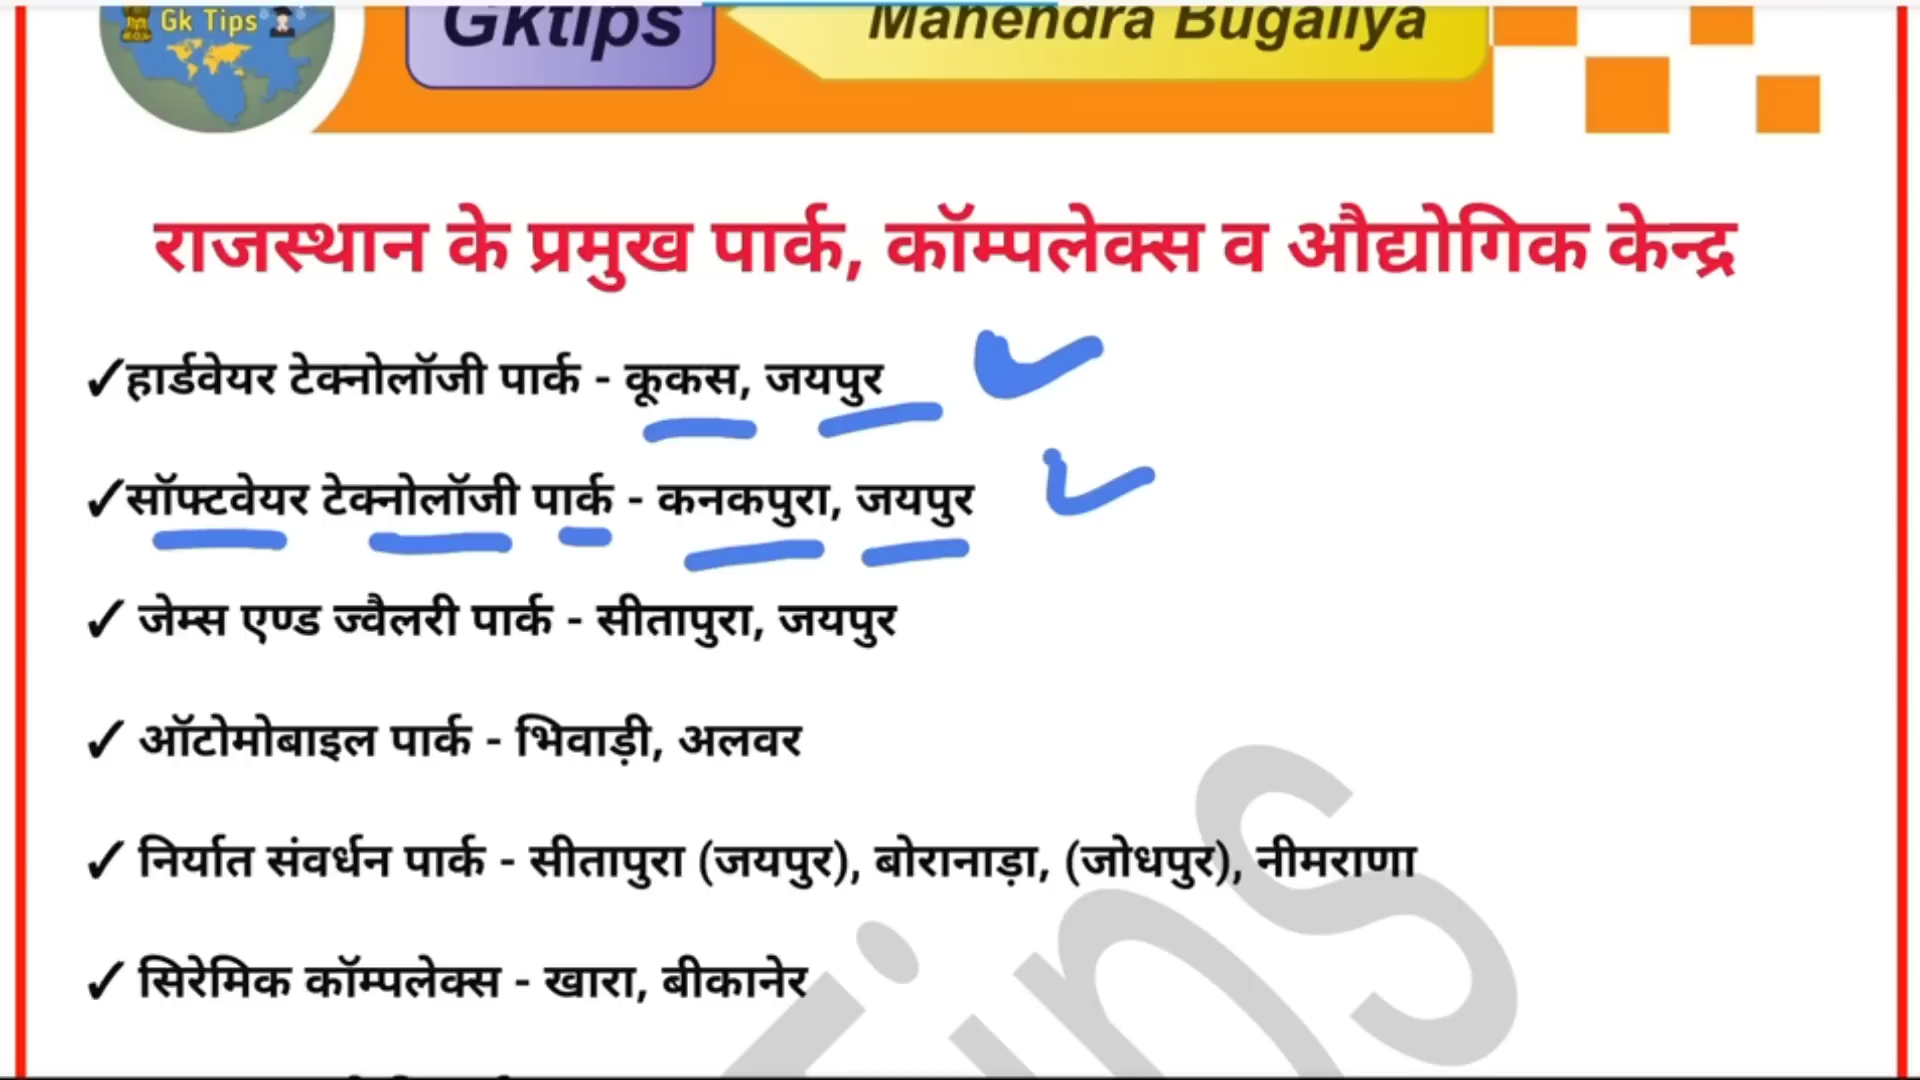 Gk Tips
Gktips
Mahendra Bugaliya
राजस्थान के प्रमुख पार्क, कॉम्पलेक्स व औद्योगिक केन्द्र
✓हार्डवेयर टेक्नोलॉजी पार्क - कूकस, जयपुर
✓सॉफ्टवेयर टेक्नोलॉजी पार्क - कनकपुरा, जयपुर
✓ जेम्स एण्ड ज्वैलरी पार्क - सीतापुरा, जयपुर
✓ ऑटोमोबाइल पार्क - भिवाड़ी, अलवर
✓ निर्यात संवर्धन पार्क - सीतापुरा (जयपुर), बोरानाड़ा, (जोधपुर), नीमराणा
✓ सिरेमिक कॉम्पलेक्स - खारा, बीकानेर
Tips